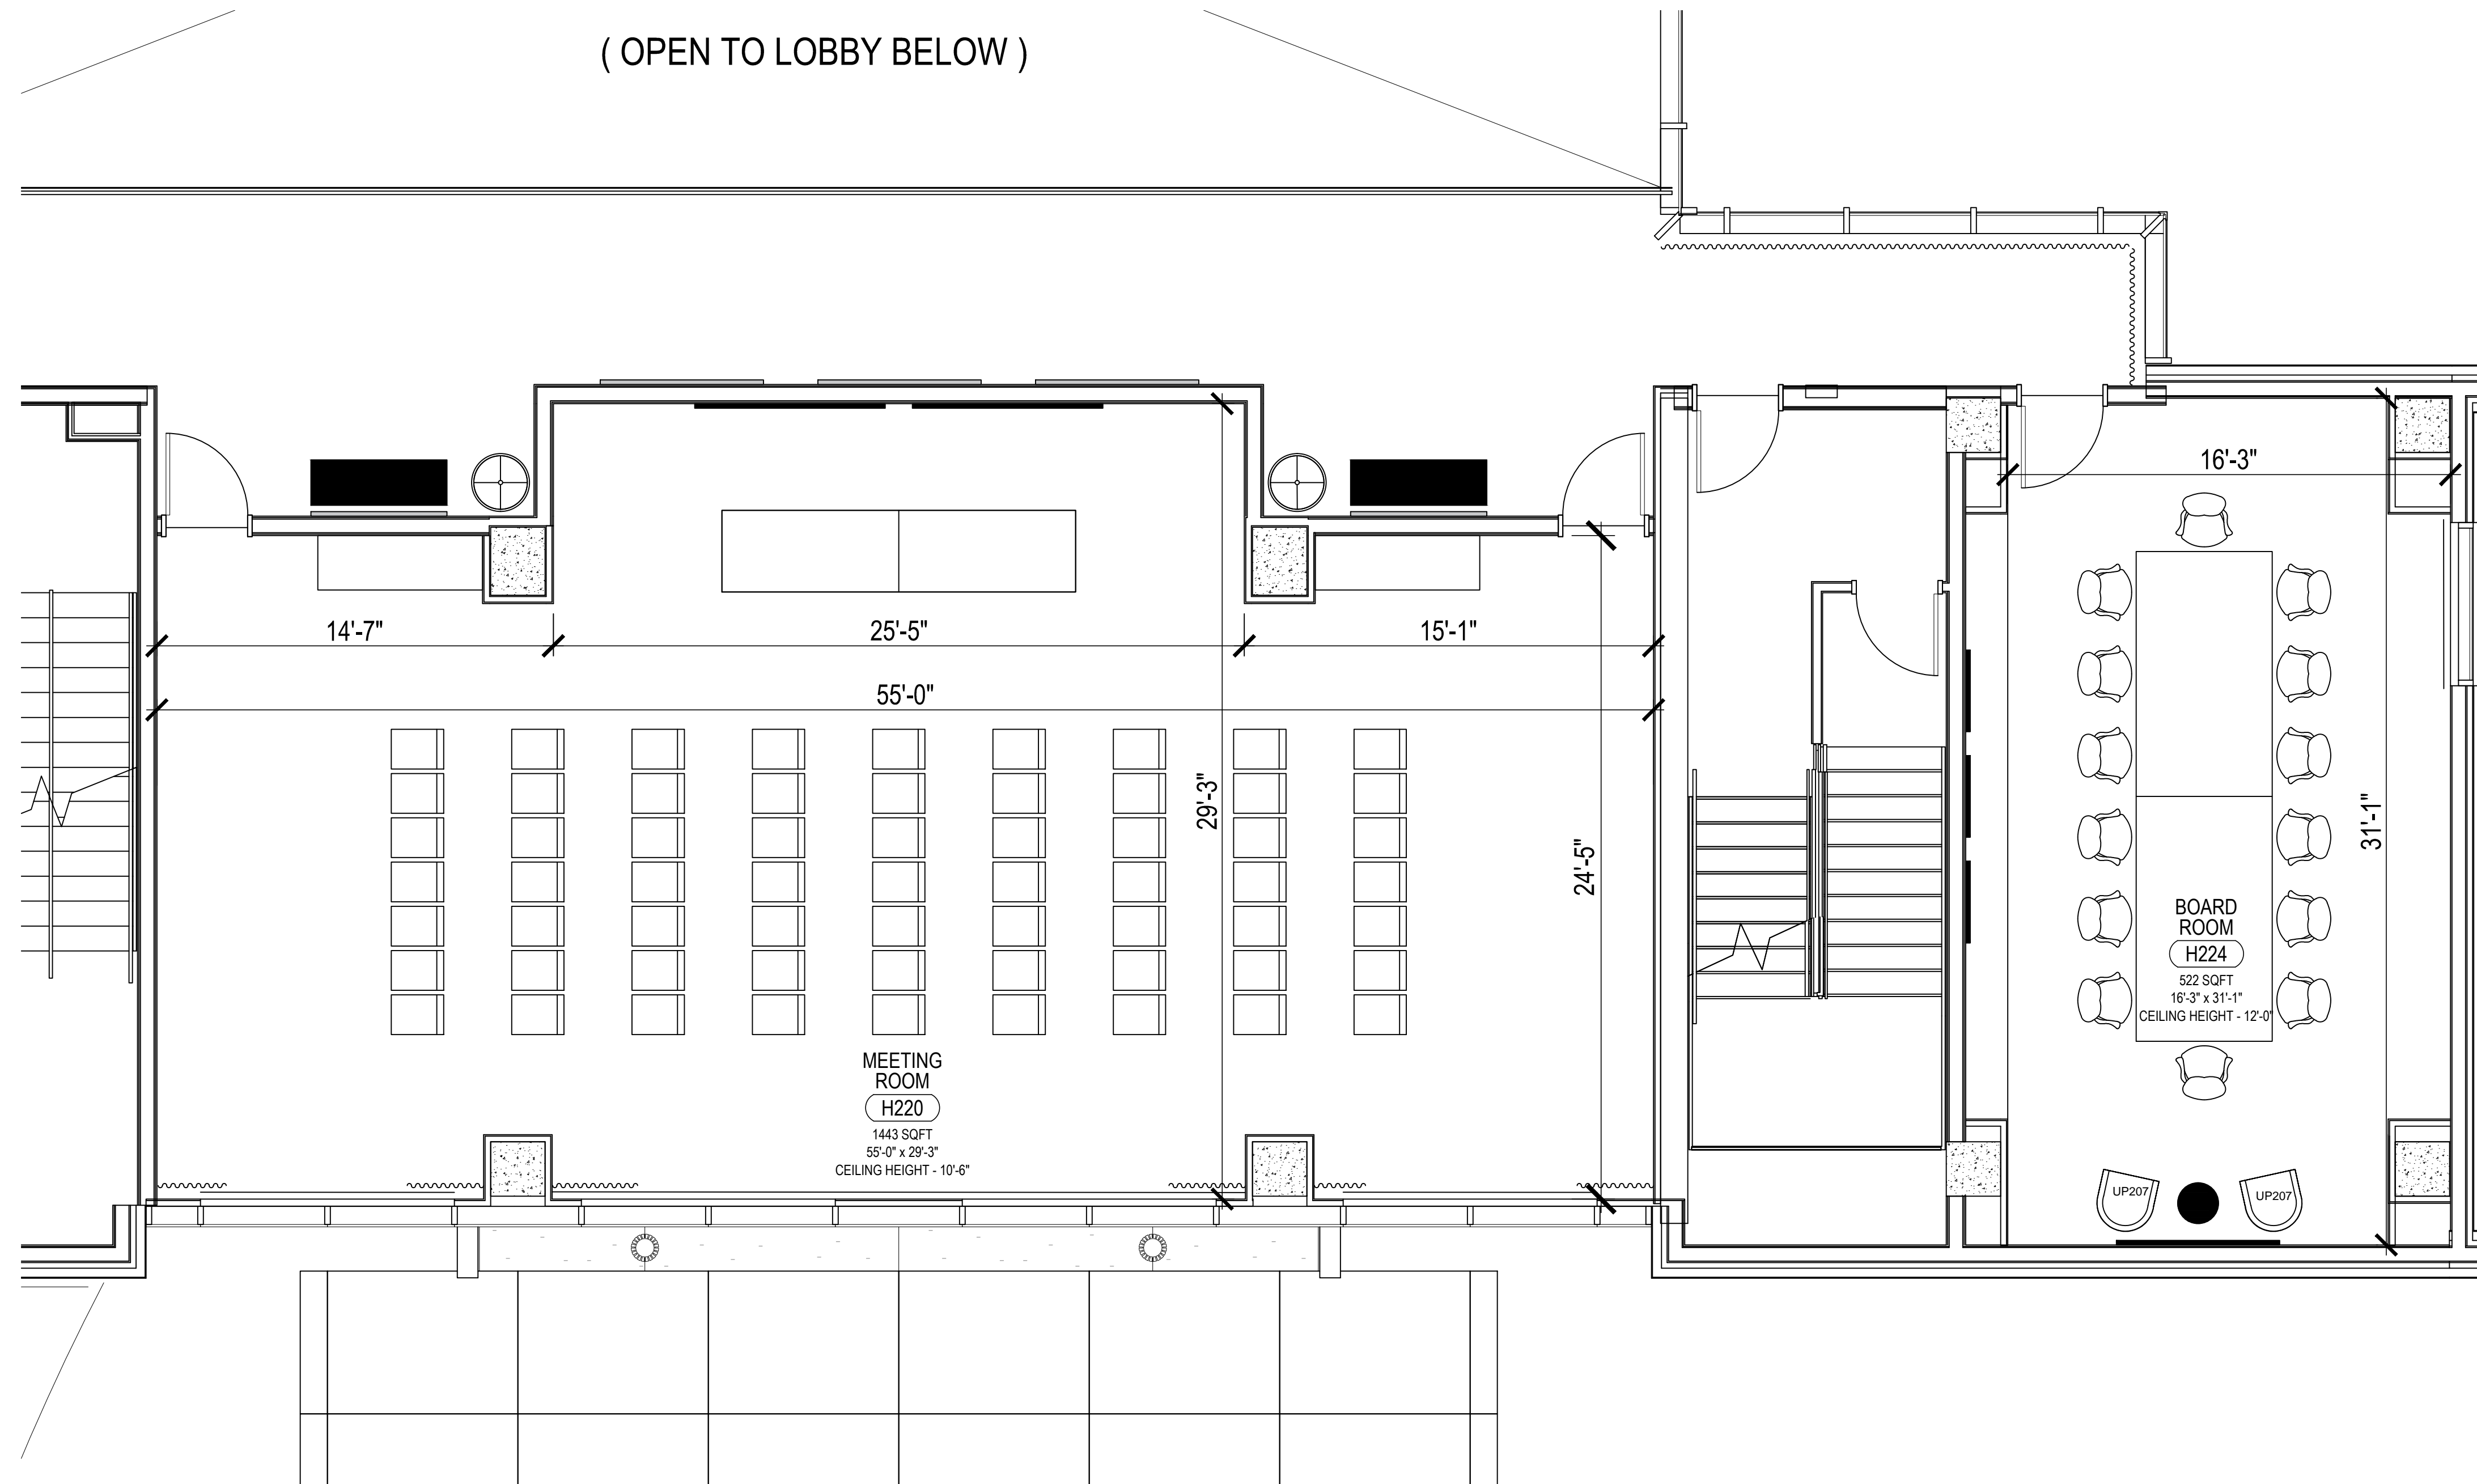 ( OPEN TO LOBBY BELOW )
16'-3"
14'-7"
25'-5"
15'-1"
55'-0"
29'-3"
24'-5"
31'-1"
BOARD
ROOM
H224
522 SQFT
16'-3" x 31'-1"
CEILING HEIGHT - 12'-0"
MEETING
ROOM
H220
1443 SQFT
55'-0" x 29'-3"
CEILING HEIGHT - 10'-6"
UP207
UP207